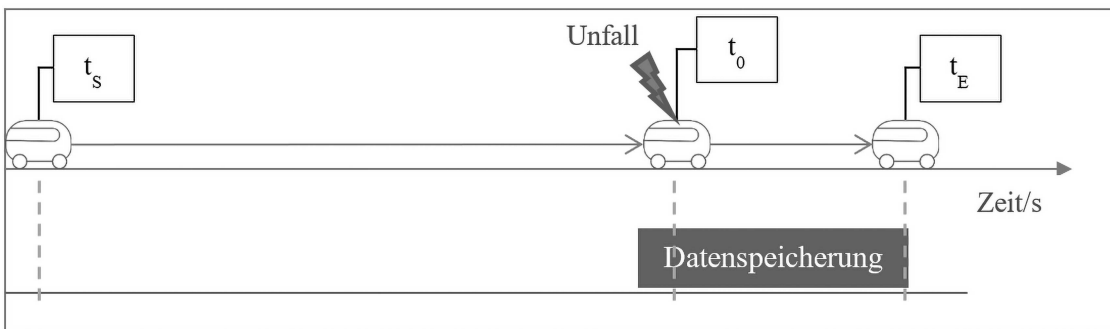 Unfall
t_S
t_0
t_E
Zeit/s
Datenspeicherung